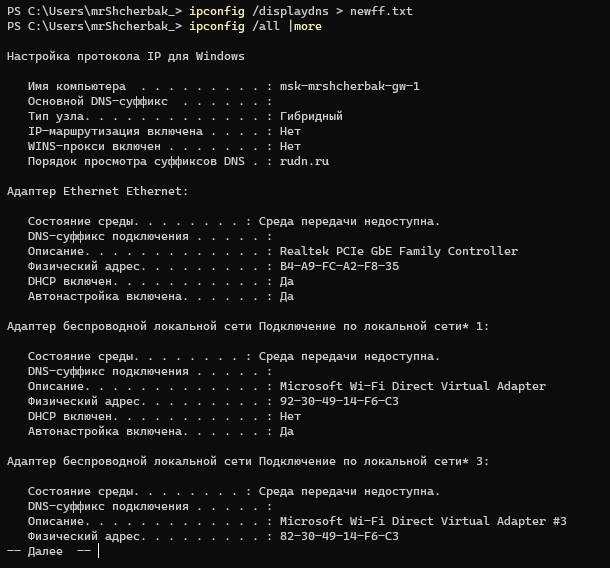 PS C:\Users\mrShcherbak_> ipconfig /displaydns > newff.txt
PS C:\Users\mrShcherbak_> ipconfig /all |more
Настройка протокола IP для Windows
Имя компьютера  . . . . . . . . . : msk-mrshcherbak-gw-1
Основной DNS-суффикс  . . . . . . :
Тип узла. . . . . . . . . . . . . : Гибридный
IP-маршрутизация включена . . . . : Нет
WINS-прокси включен . . . . . . . : Нет
Порядок просмотра суффиксов DNS . : rudn.ru
Адаптер Ethernet Ethernet:
Состояние среды. . . . . . . . : Среда передачи недоступна.
DNS-суффикс подключения . . . . . :
Описание. . . . . . . . . . . . . : Realtek PCIe GbE Family Controller
Физический адрес. . . . . . . . . : B4-A9-FC-A2-F8-35
DHCP включен. . . . . . . . . . . : Да
Автонастройка включена. . . . . . : Да
Адаптер беспроводной локальной сети Подключение по локальной сети* 1:
Состояние среды. . . . . . . . : Среда передачи недоступна.
DNS-суффикс подключения . . . . . :
Описание. . . . . . . . . . . . . : Microsoft Wi-Fi Direct Virtual Adapter
Физический адрес. . . . . . . . . : 92-30-49-14-F6-C3
DHCP включен. . . . . . . . . . . : Нет
Автонастройка включена. . . . . . : Да
Адаптер беспроводной локальной сети Подключение по локальной сети* 3:
Состояние среды. . . . . . . . : Среда передачи недоступна.
DNS-суффикс подключения . . . . . :
Описание. . . . . . . . . . . . . : Microsoft Wi-Fi Direct Virtual Adapter #3
Физический адрес. . . . . . . . . : 82-30-49-14-F6-C3
-- Далее  --